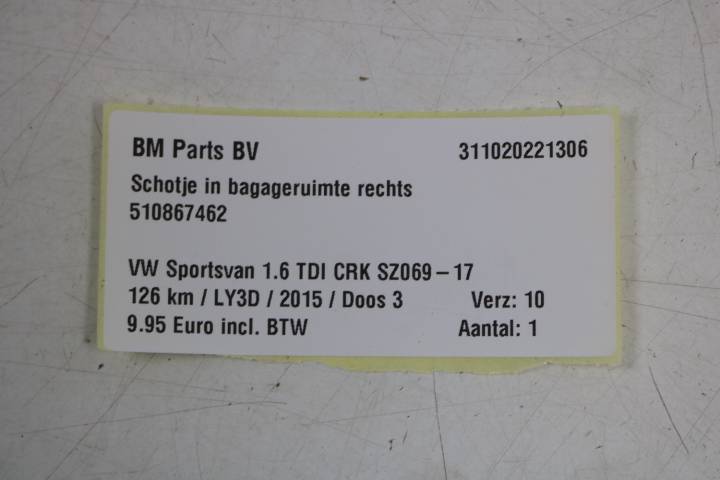 BM Parts BV 311020221306
Schotje in bagageruimte rechts
510867462
VW Sportsvan 1.6 TDI CRK SZ069-17
126 km / LY3D / 2015 / Doos 3 Verz: 10
9.95 Euro incl. BTW Aantal: 1